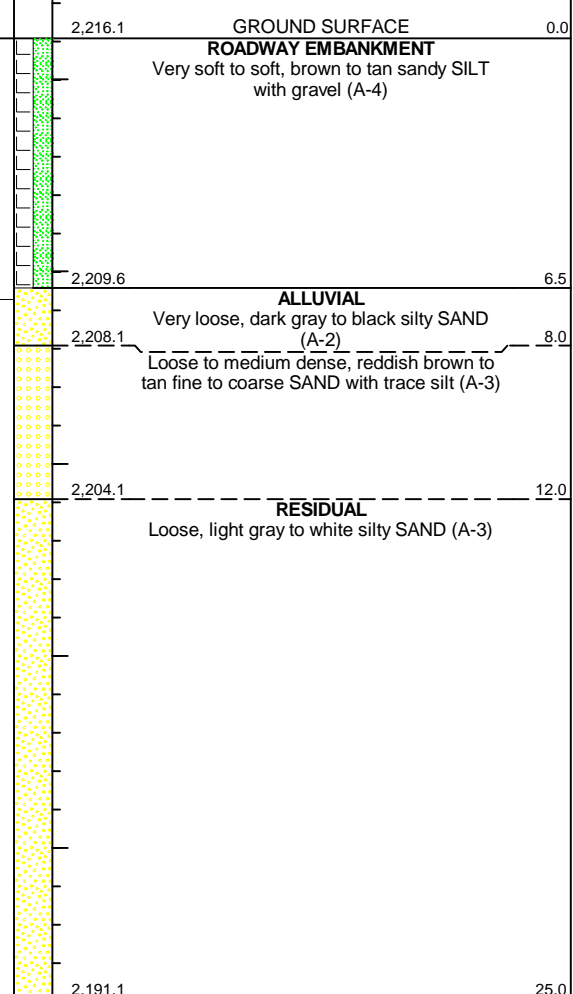 2,216.1 GROUND SURFACE 0.0
ROADWAY EMBANKMENT
Very soft to soft, brown to tan sandy SILT
with gravel (A-4)
2,209.6 6.5
ALLUVIAL
Very loose, dark gray to black silty SAND
(A-2)
2,208.1 8.0
Loose to medium dense, reddish brown to
tan fine to coarse SAND with trace silt (A-3)
2,204.1 12.0
RESIDUAL
Loose, light gray to white silty SAND (A-3)
2,191.1 25.0